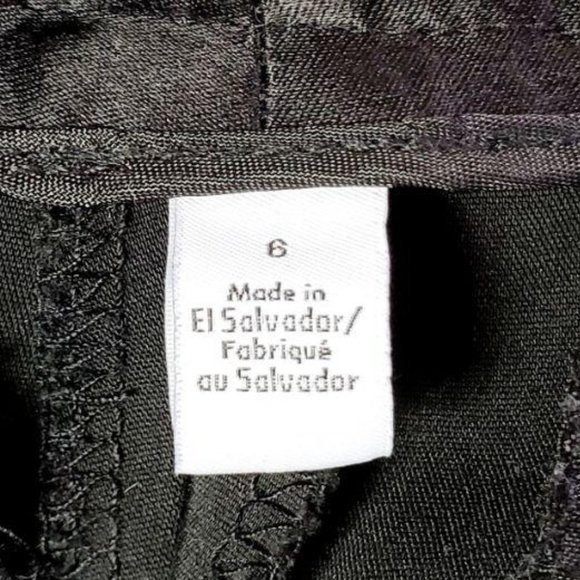 6
Made in
El Salvador/
Fabriqué
au Salvador